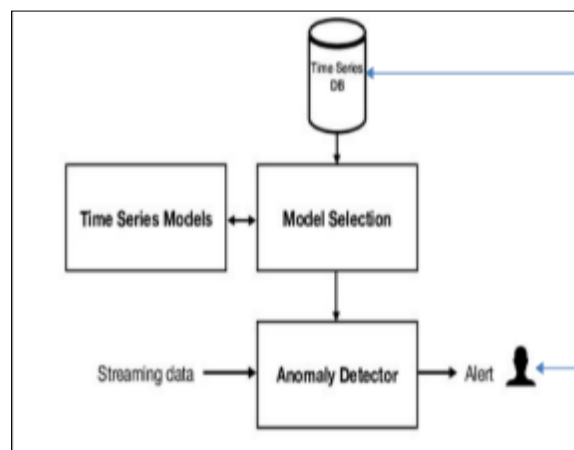 Time Series
DB
Time Series Models
Model Selection
Streaming data
Anomaly Detector
Alert